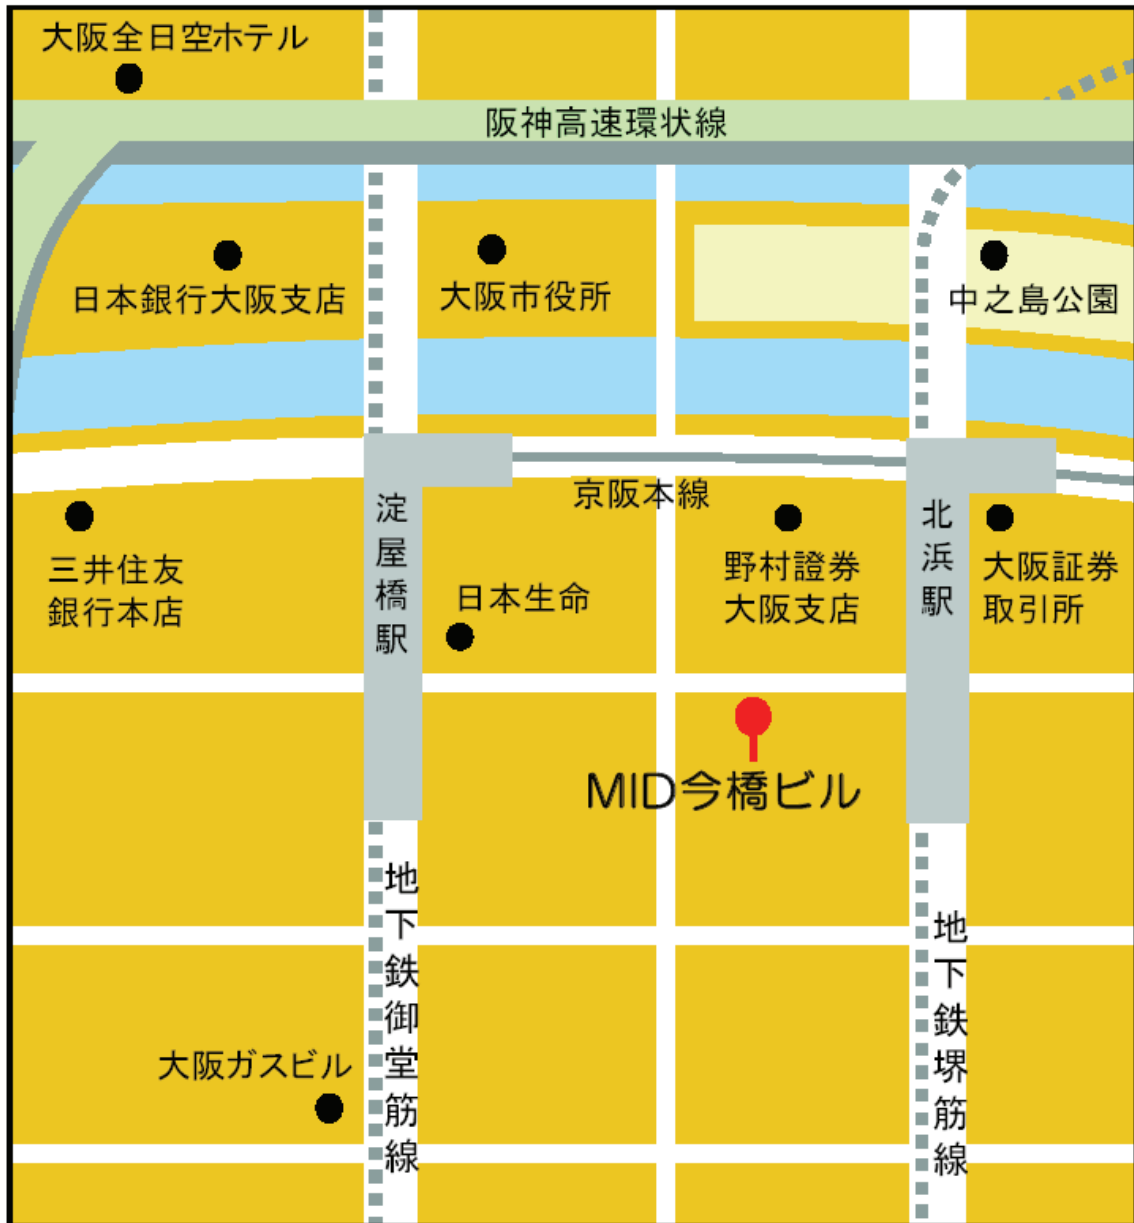 大阪全日空ホテル
阪神高速環状線
日本銀行大阪支店
大阪市役所
中之島公園
京阪本線
淀屋橋駅
北浜駅
三井住友
銀行本店
日本生命
野村證券
大阪支店
大阪証券
取引所
MID今橋ビル
地下鉄御堂筋線
地下鉄堺筋線
大阪ガスビル